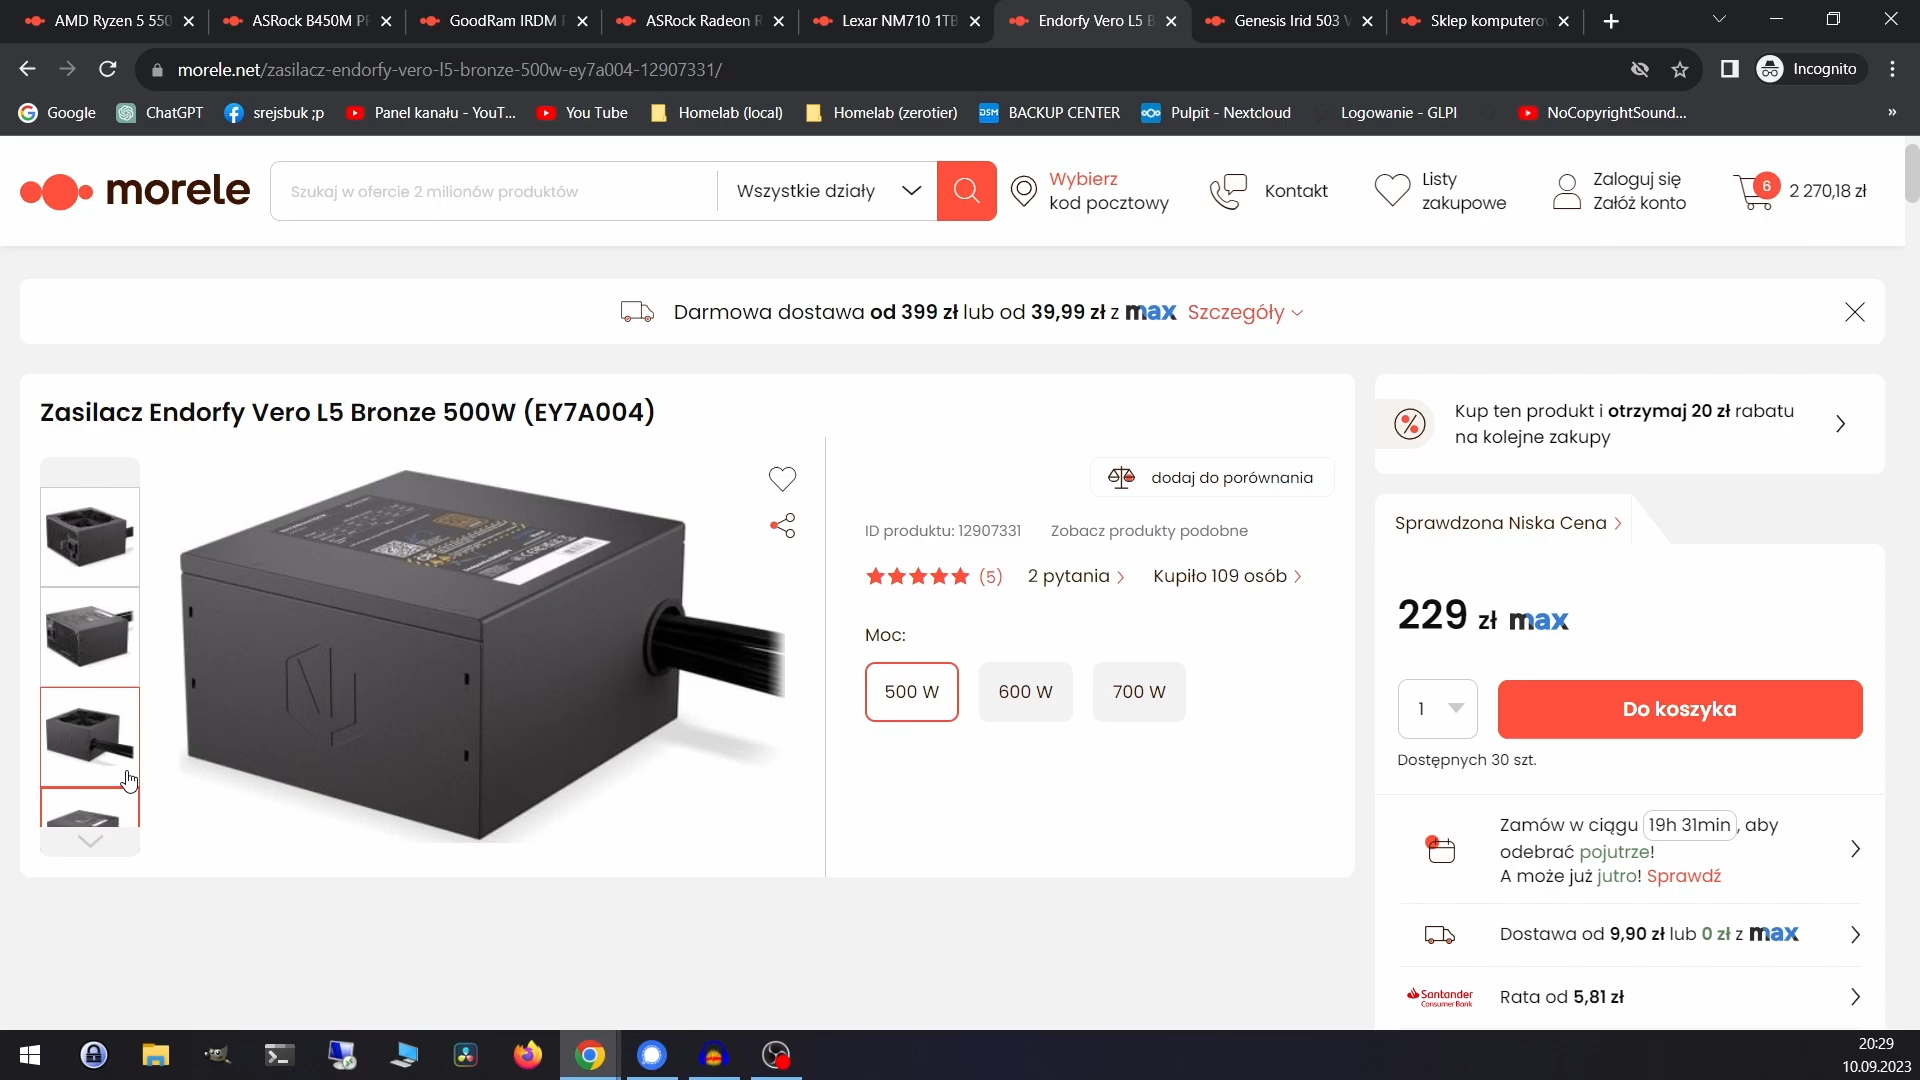 AMD Ryzen 5 550
ASRock B450M PR
GoodRam IRDM
ASRock Radeon R
Lexar NM710 1TB
Endorfy Vero L5 B
Genesis Irid 503 V
Sklep komputero
morele.net/zasilacz-endorfy-vero-l5-bronze-500w-ey7a004-12907331/
Incognito
Google
ChatGPT
srejsbuk ;p
Panel kanału - YouT...
You Tube
Homelab (local)
Homelab (zerotier)
DSM
BACKUP CENTER
Pulpit - Nextcloud
Logowanie - GLPI
NoCopyrightSound...
»
morele
Szukaj w ofercie 2 milionów produktów
Wszystkie działy
Wybierz
kod pocztowy
Kontakt
Listy
zakupowe
Zaloguj się
Załóż konto
6
2 270,18 zł
Darmowa dostawa od 399 zł lub od 39,99 zł z max Szczegóły
Zasilacz Endorfy Vero L5 Bronze 500W (EY7A004)
dodaj do porównania
ID produktu: 12907331
Zobacz produkty podobne
(5)
2 pytania
Kupiło 109 osób
Moc:
500 W
600 W
700 W
Kup ten produkt i otrzymaj 20 zł rabatu
na kolejne zakupy
Sprawdzona Niska Cena
229 zł max
1
Do koszyka
Dostępnych 30 szt.
Zamów w ciągu 19h 31min, aby
odebrać pojutrze!
A może już jutro! Sprawdź
Dostawa od 9,90 zł lub 0 zł z max
Santander
Consumer Bank
Rata od 5,81 zł
20:29
10.09.2023